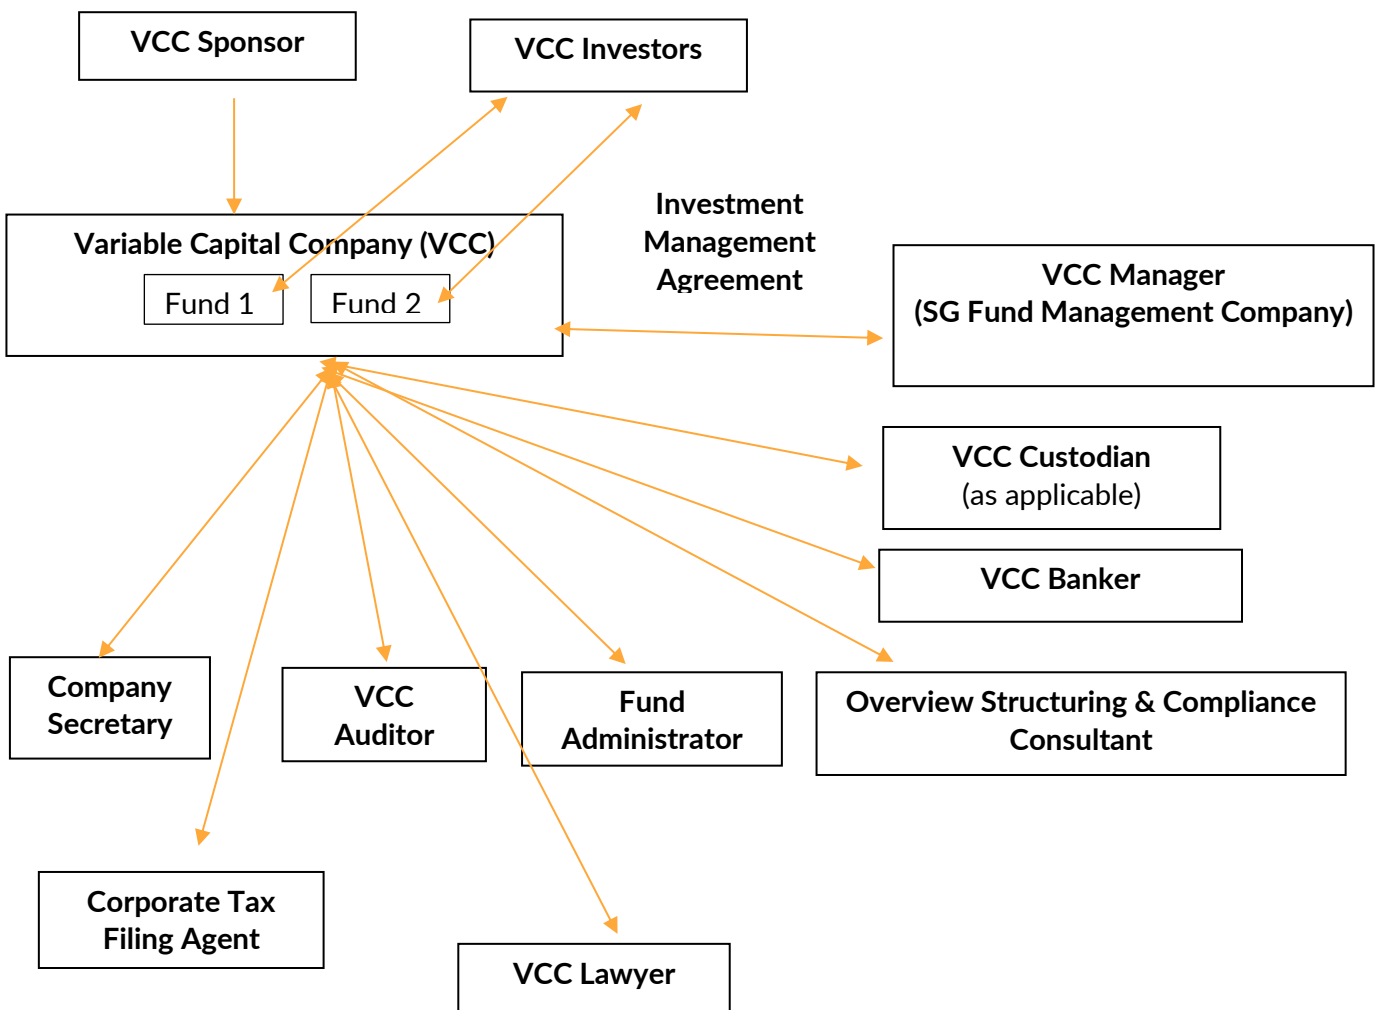 VCC Sponsor
VCC Investors
Investment
Management
Agreement
Variable Capital Company (VCC)
Fund 1
Fund 2
VCC Manager
(SG Fund Management Company)
VCC Custodian
(as applicable)
VCC Banker
Company
Secretary
VCC
Auditor
Fund
Administrator
Overview Structuring & Compliance
Consultant
Corporate Tax
Filing Agent
VCC Lawyer